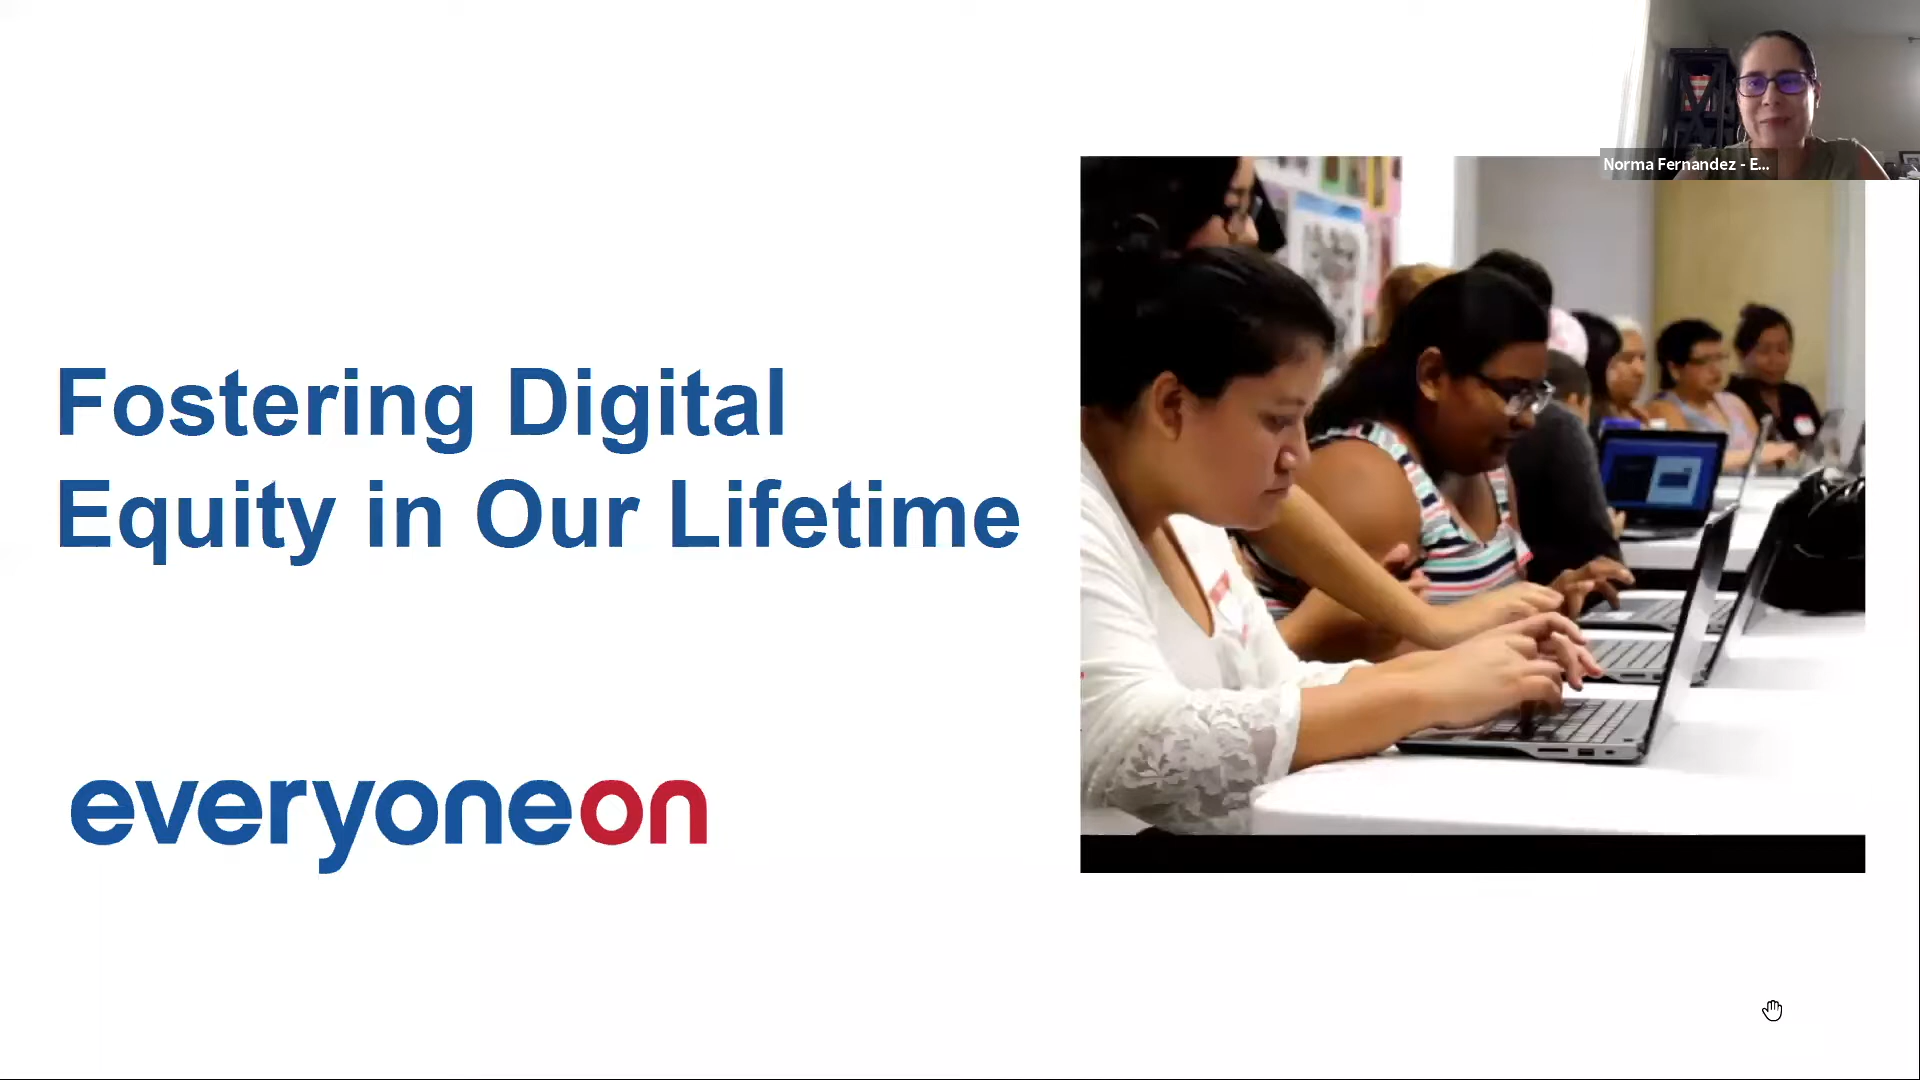 Norma Fernandez - E...
Fostering Digital
Equity in Our Lifetime
everyoneon